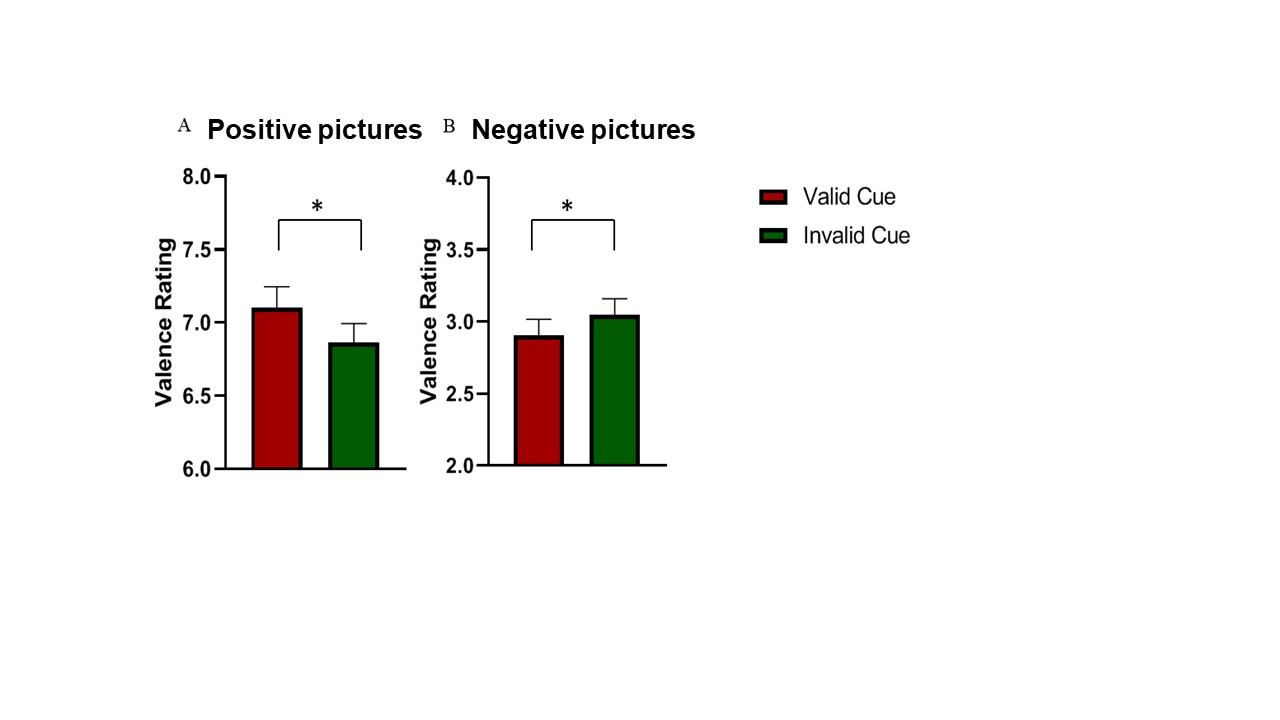 A Positive pictures
B Negative pictures
Valence Rating
8.0
7.5
7.0
6.5
6.0
*
Valence Rating
4.0
3.5
3.0
2.5
2.0
*
Valid Cue
Invalid Cue